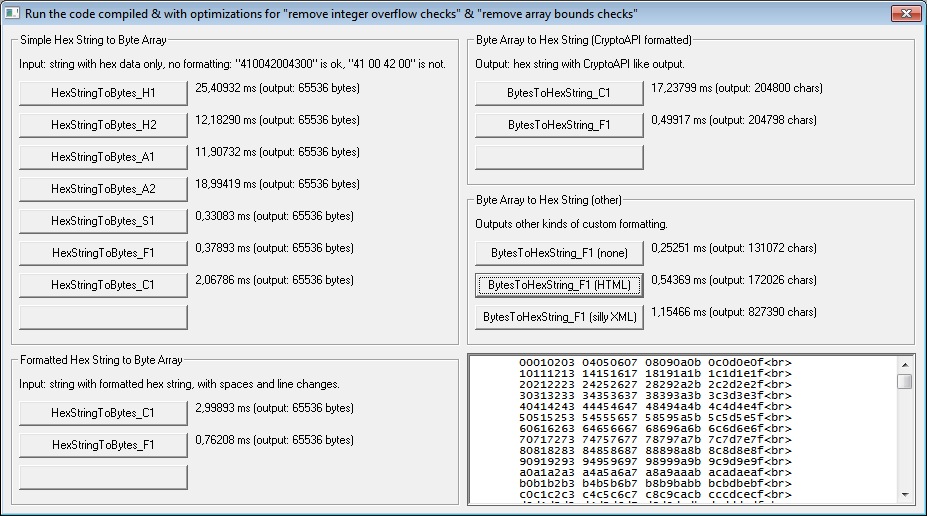 Run the code compiled & with optimizations for "remove integer overflow checks" & "remove array bounds checks"
Simple Hex String to Byte Array
Input: string with hex data only, no formatting: "410042004300" is ok, "41 00 42 00" is not.
HexStringToBytes_H1 25,40932 ms (output: 65536 bytes)
HexStringToBytes_H2 12,18290 ms (output: 65536 bytes)
HexStringToBytes_A1 11,90732 ms (output: 65536 bytes)
HexStringToBytes_A2 18,99419 ms (output: 65536 bytes)
HexStringToBytes_S1 0,33083 ms (output: 65536 bytes)
HexStringToBytes_F1 0,37893 ms (output: 65536 bytes)
HexStringToBytes_C1 2,06786 ms (output: 65536 bytes)
Formatted Hex String to Byte Array
Input: string with formatted hex string, with spaces and line changes.
HexStringToBytes_C1 2,99893 ms (output: 65536 bytes)
HexStringToBytes_F1 0,76208 ms (output: 65536 bytes)
Byte Array to Hex String (CryptoAPI formatted)
Output: hex string with CryptoAPI like output.
BytesToHexString_C1 17,23799 ms (output: 204800 chars)
BytesToHexString_F1 0,49917 ms (output: 204798 chars)
Byte Array to Hex String (other)
Outputs other kinds of custom formatting.
BytesToHexString_F1 (none) 0,25251 ms (output: 131072 chars)
BytesToHexString_F1 (HTML) 0,54369 ms (output: 172026 chars)
BytesToHexString_F1 (silly XML) 1,15466 ms (output: 827390 chars)
00010203 04050607 08090a0b 0c0d0e0f<br>
10111213 14151617 18191a1b 1c1d1e1f<br>
20212223 24252627 28292a2b 2c2d2e2f<br>
30313233 34353637 38393a3b 3c3d3e3f<br>
40414243 44454647 48494a4b 4c4d4e4f<br>
50515253 54555657 58595a5b 5c5d5e5f<br>
60616263 64656667 68696a6b 6c6d6e6f<br>
70717273 74757677 78797a7b 7c7d7e7f<br>
80818283 84858687 88898a8b 8c8d8e8f<br>
90919293 94959697 98999a9b 9c9d9e9f<br>
a0a1a2a3 a4a5a6a7 a8a9aaab acadaeaf<br>
b0b1b2b3 b4b5b6b7 b8b9babb bcbdbebf<br>
c0c1c2c3 c4c5c6c7 c8c9cacb cccdcecf<br>